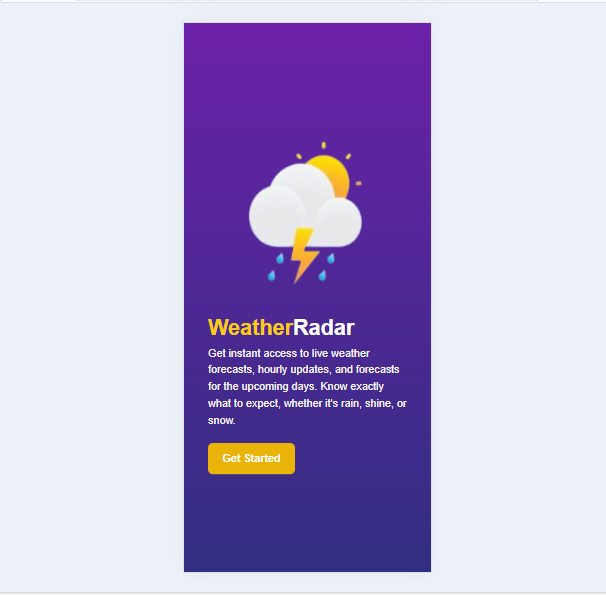 WeatherRadar
Get instant access to live weather
forecasts, hourly updates, and forecasts
for the upcoming days. Know exactly
what to expect, whether it's rain, shine, or
snow.
Get Started